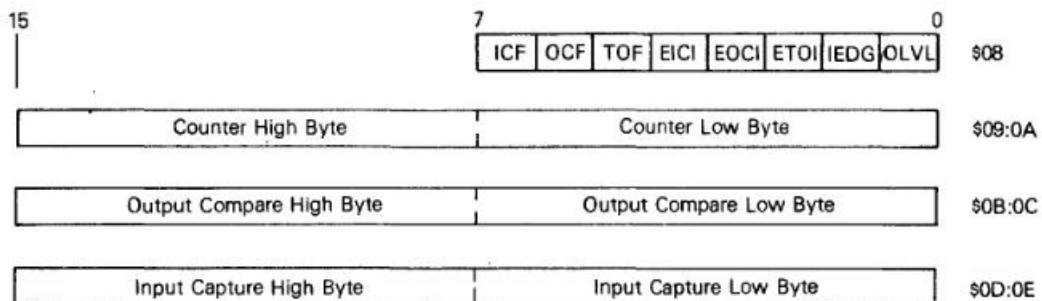 15 7 0
ICF OCF TOF EICI EOCI ETOI IEDG OLVL $08
Counter High Byte Counter Low Byte $09:0A
Output Compare High Byte Output Compare Low Byte $0B:0C
Input Capture High Byte Input Capture Low Byte $0D:0E